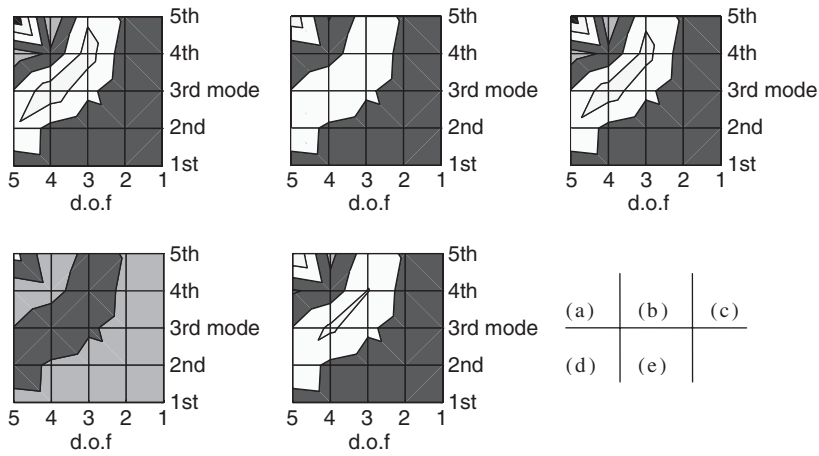 5th
4th
3rd mode
2nd
1st
5 4 3 2 1
d.o.f
5th
4th
3rd mode
2nd
1st
5 4 3 2 1
d.o.f
5th
4th
3rd mode
2nd
1st
5 4 3 2 1
d.o.f
5th
4th
3rd mode
2nd
1st
5 4 3 2 1
d.o.f
5th
4th
3rd mode
2nd
1st
5 4 3 2 1
d.o.f
(a) (b) (c)
(d) (e)